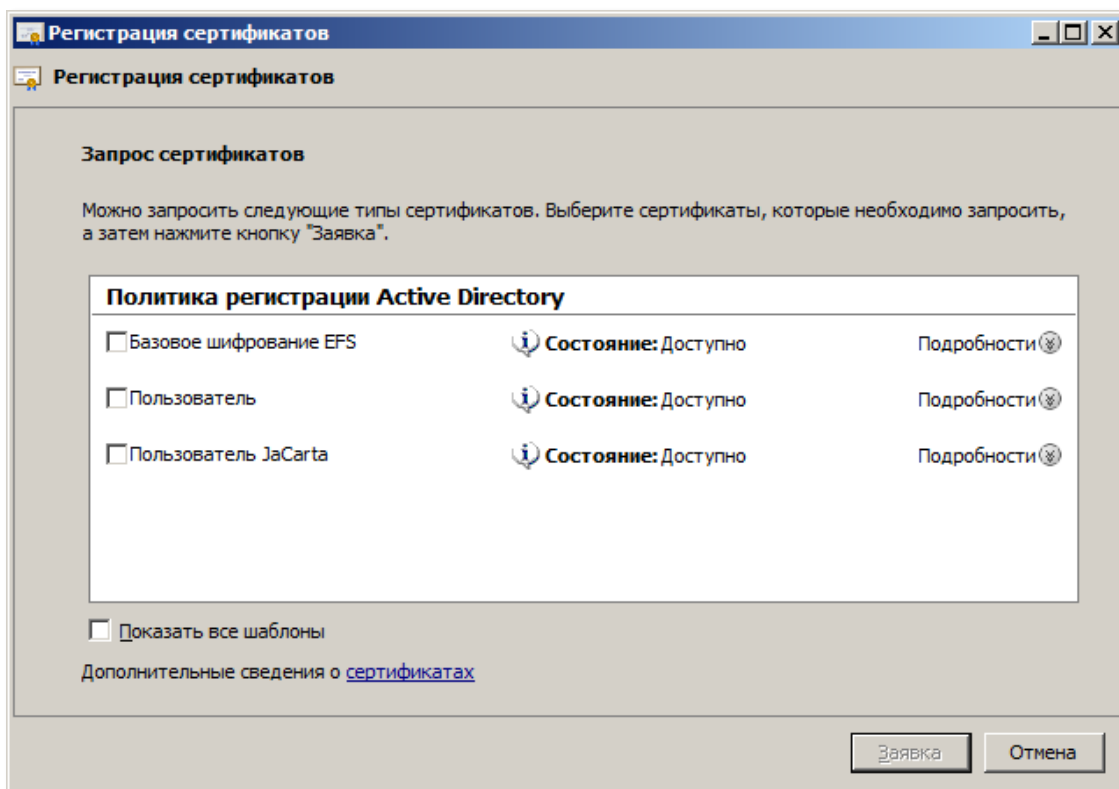 Регистрация сертификатов
Регистрация сертификатов
Запрос сертификатов
Можно запросить следующие типы сертификатов. Выберите сертификаты, которые необходимо запросить,
а затем нажмите кнопку "Заявка".
Политика регистрации Active Directory
Базовое шифрование EFS Состояние: Доступно Подробности
Пользователь Состояние: Доступно Подробности
Пользователь JaCarta Состояние: Доступно Подробности
Показать все шаблоны
Дополнительные сведения о сертификатах
Заявка Отмена